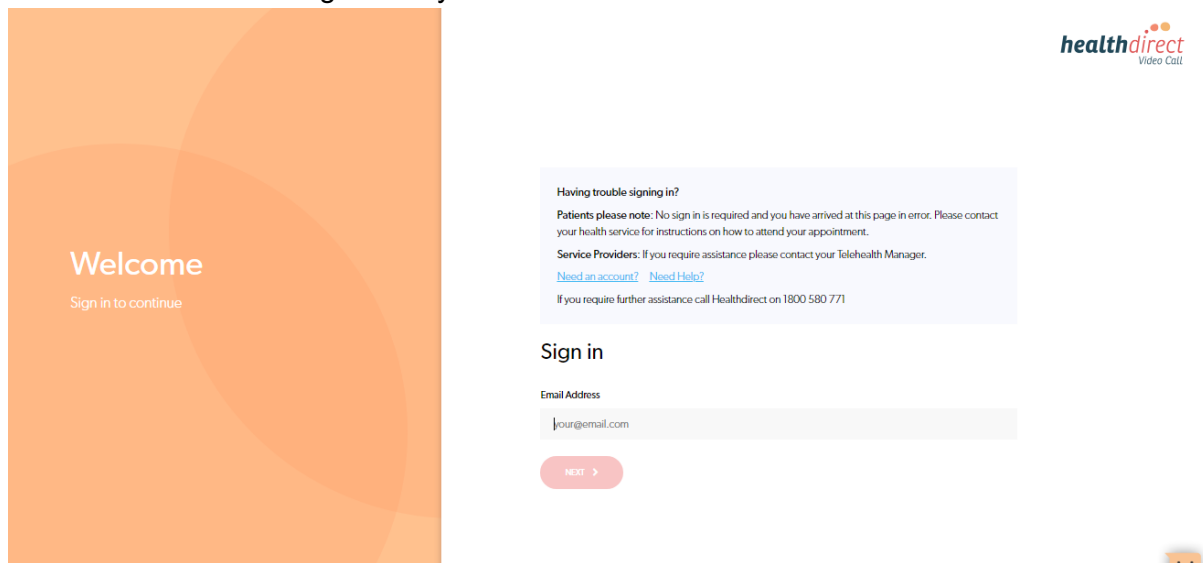 healthdirect
Video Call
Having trouble signing in?
Patients please note: No sign in is required and you have arrived at this page in error. Please contact
your health service for instructions on how to attend your appointment.
Service Providers: If you require assistance please contact your Telehealth Manager.
Need an account? Need Help?
If you require further assistance call Healthdirect on 1800 580 771
Welcome
Sign in to continue
Sign in
Email Address
your@email.com
NEXT >